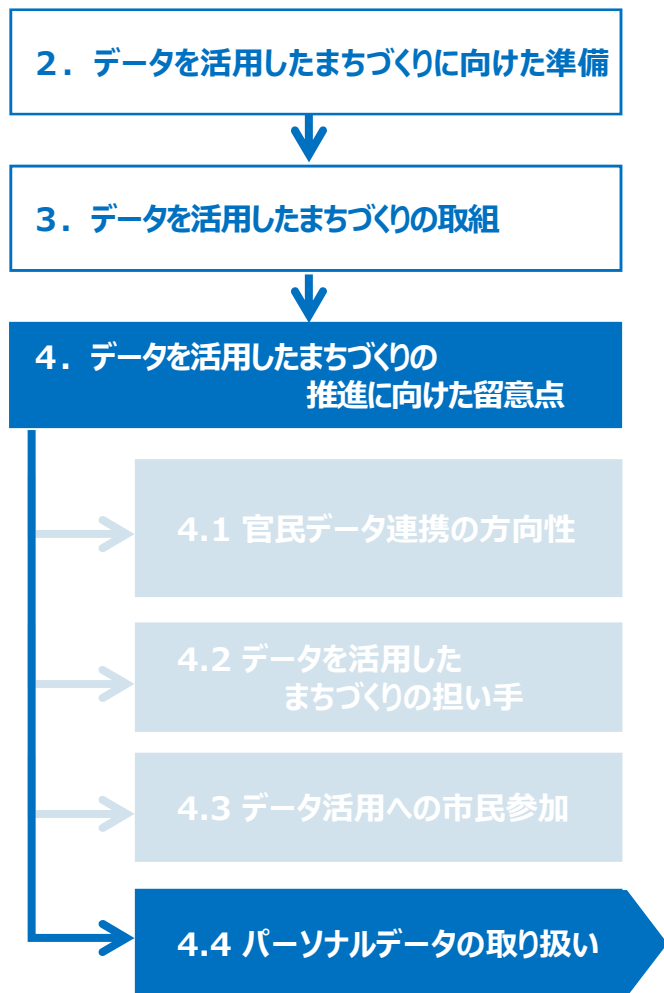 ２．データを活用したまちづくりに向けた準備
３．データを活用したまちづくりの取組
４．データを活用したまちづくりの
推進に向けた留意点
4.1 官民データ連携の方向性
4.2 データを活用した
まちづくりの担い手
4.3 データ活用への市民参加
4.4 パーソナルデータの取り扱い